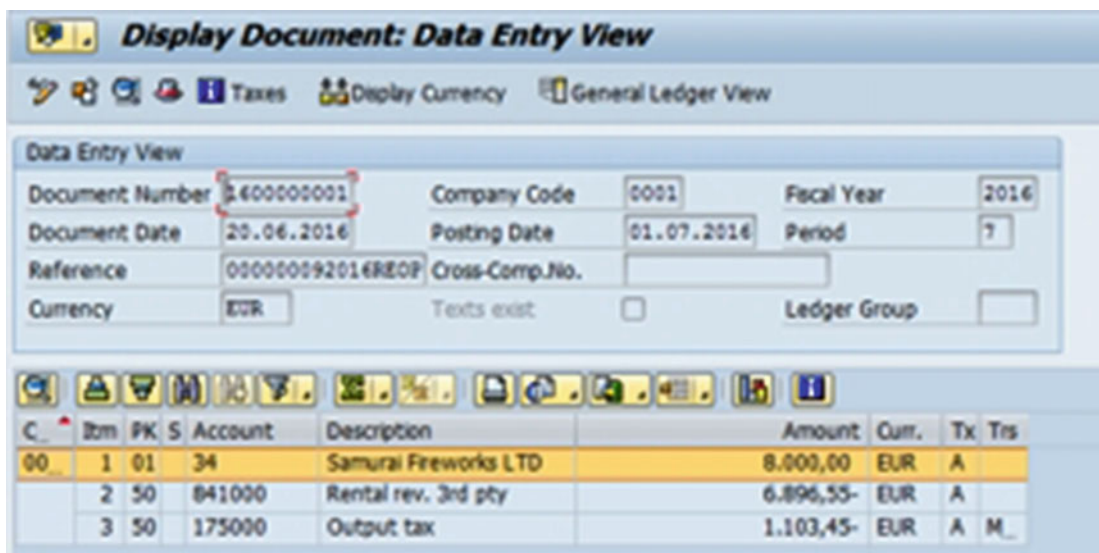 Display Document: Data Entry View
Taxes Display Currency General Ledger View
Data Entry View
Document Number 1600000001 Company Code 0001 Fiscal Year 2016
Document Date 20.06.2016 Posting Date 01.07.2016 Period 7
Reference 000000092016REOP Cross-Comp.No.
Currency EUR Texts exist Ledger Group
C_ Itm PK S Account Description Amount Curr. Tx Trs
00_ 1 01 34 Samurai Fireworks LTD 8.000,00 EUR A
2 50 841000 Rental rev. 3rd pty 6.896,55- EUR A
3 50 175000 Output tax 1.103,45- EUR A M_